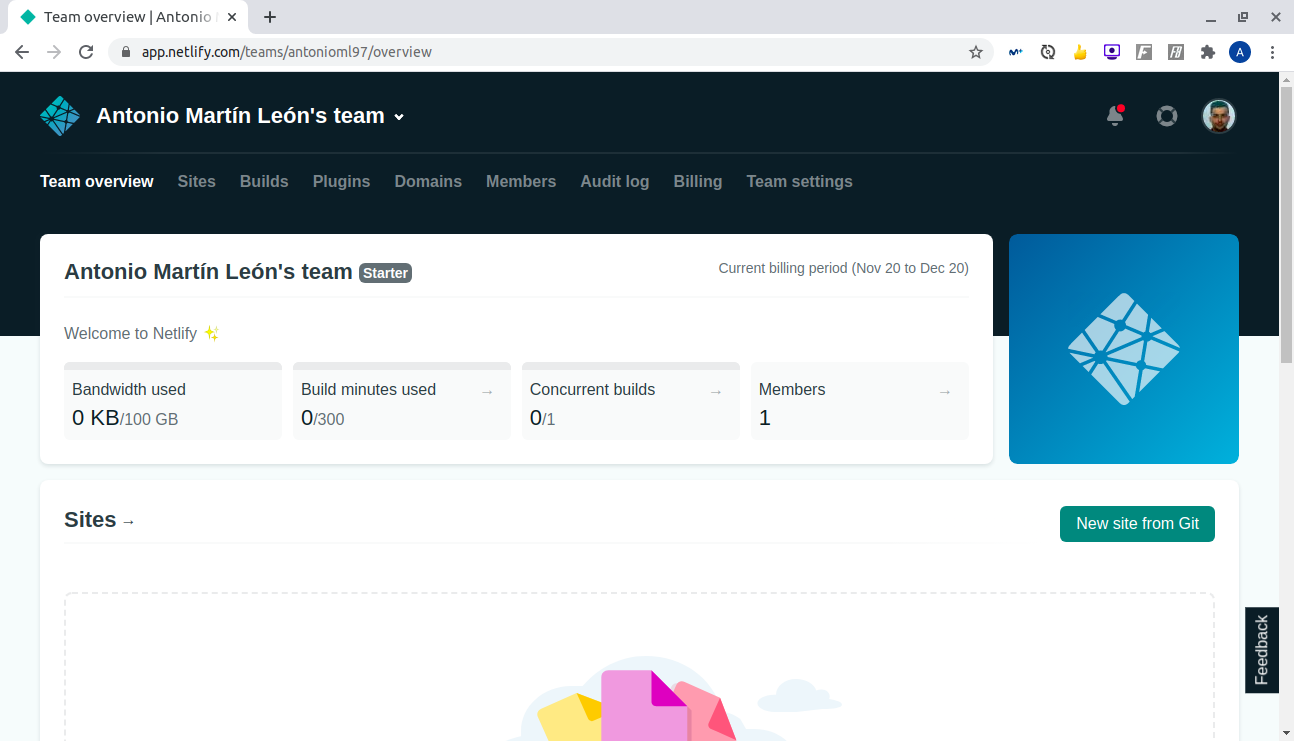 Team overview | Antonio
app.netlify.com/teams/antonioml97/overview
A
Antonio Martín León's team
Team overview Sites Builds Plugins Domains Members Audit log Billing Team settings
Antonio Martín León's team Starter
Current billing period (Nov 20 to Dec 20)
Welcome to Netlify ✨
Bandwidth used
0 KB/100 GB
Build minutes used →
0/300
Concurrent builds →
0/1
Members →
1
Sites →
New site from Git
Feedback